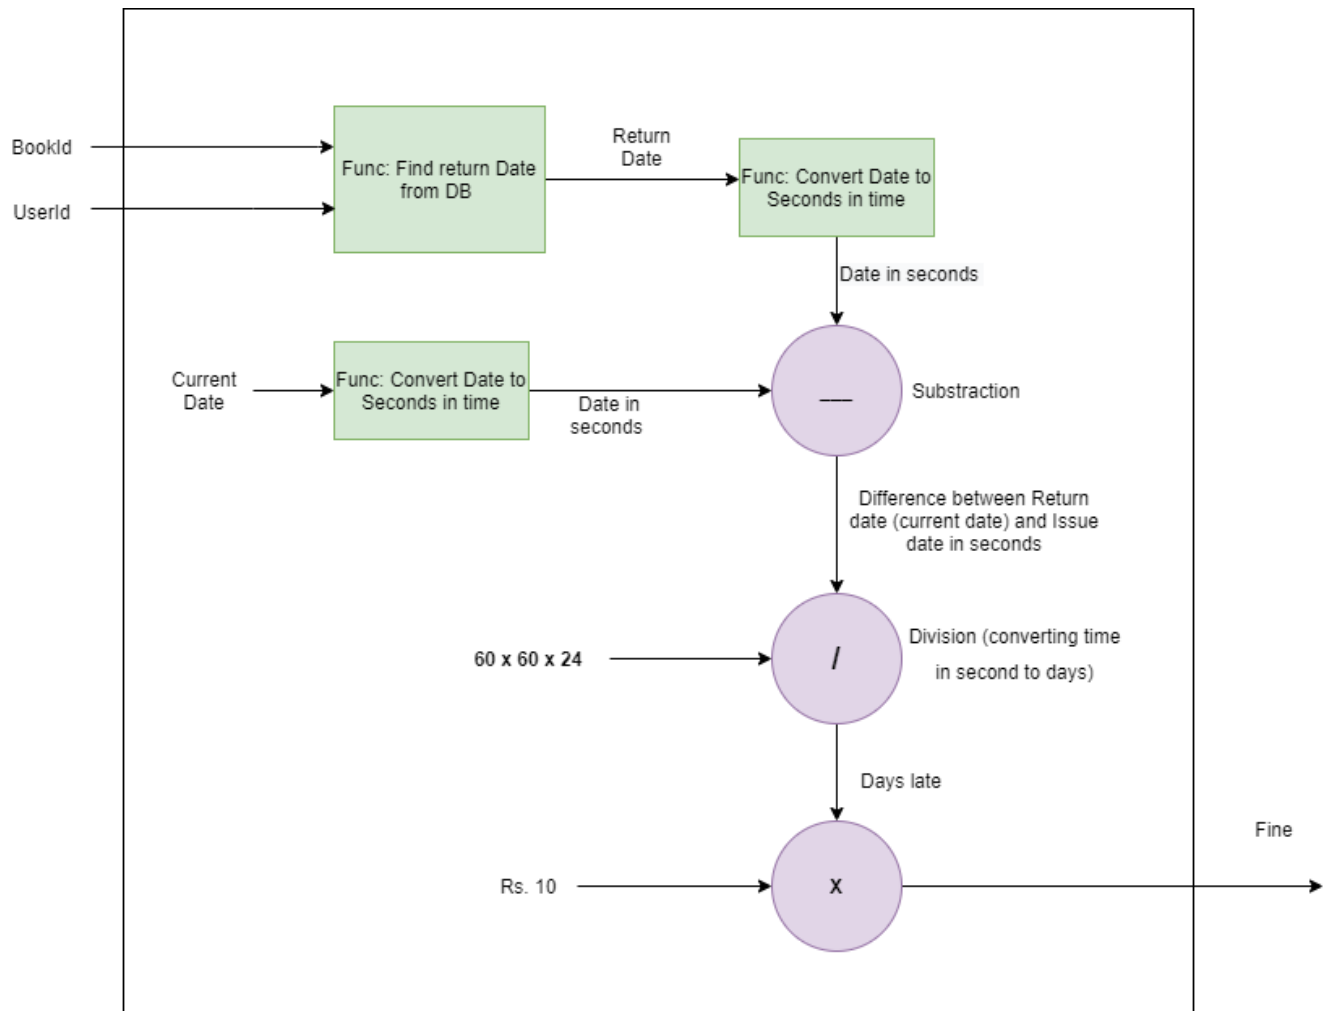 BookId
UserId
Func: Find return Date
from DB
Return
Date
Func: Convert Date to
Seconds in time
Date in seconds
Current
Date
Func: Convert Date to
Seconds in time
Date in
seconds
__
Substraction
Difference between Return
date (current date) and Issue
date in seconds
60 x 60 x 24
/
Division (converting time
in second to days)
Days late
Rs. 10
x
Fine